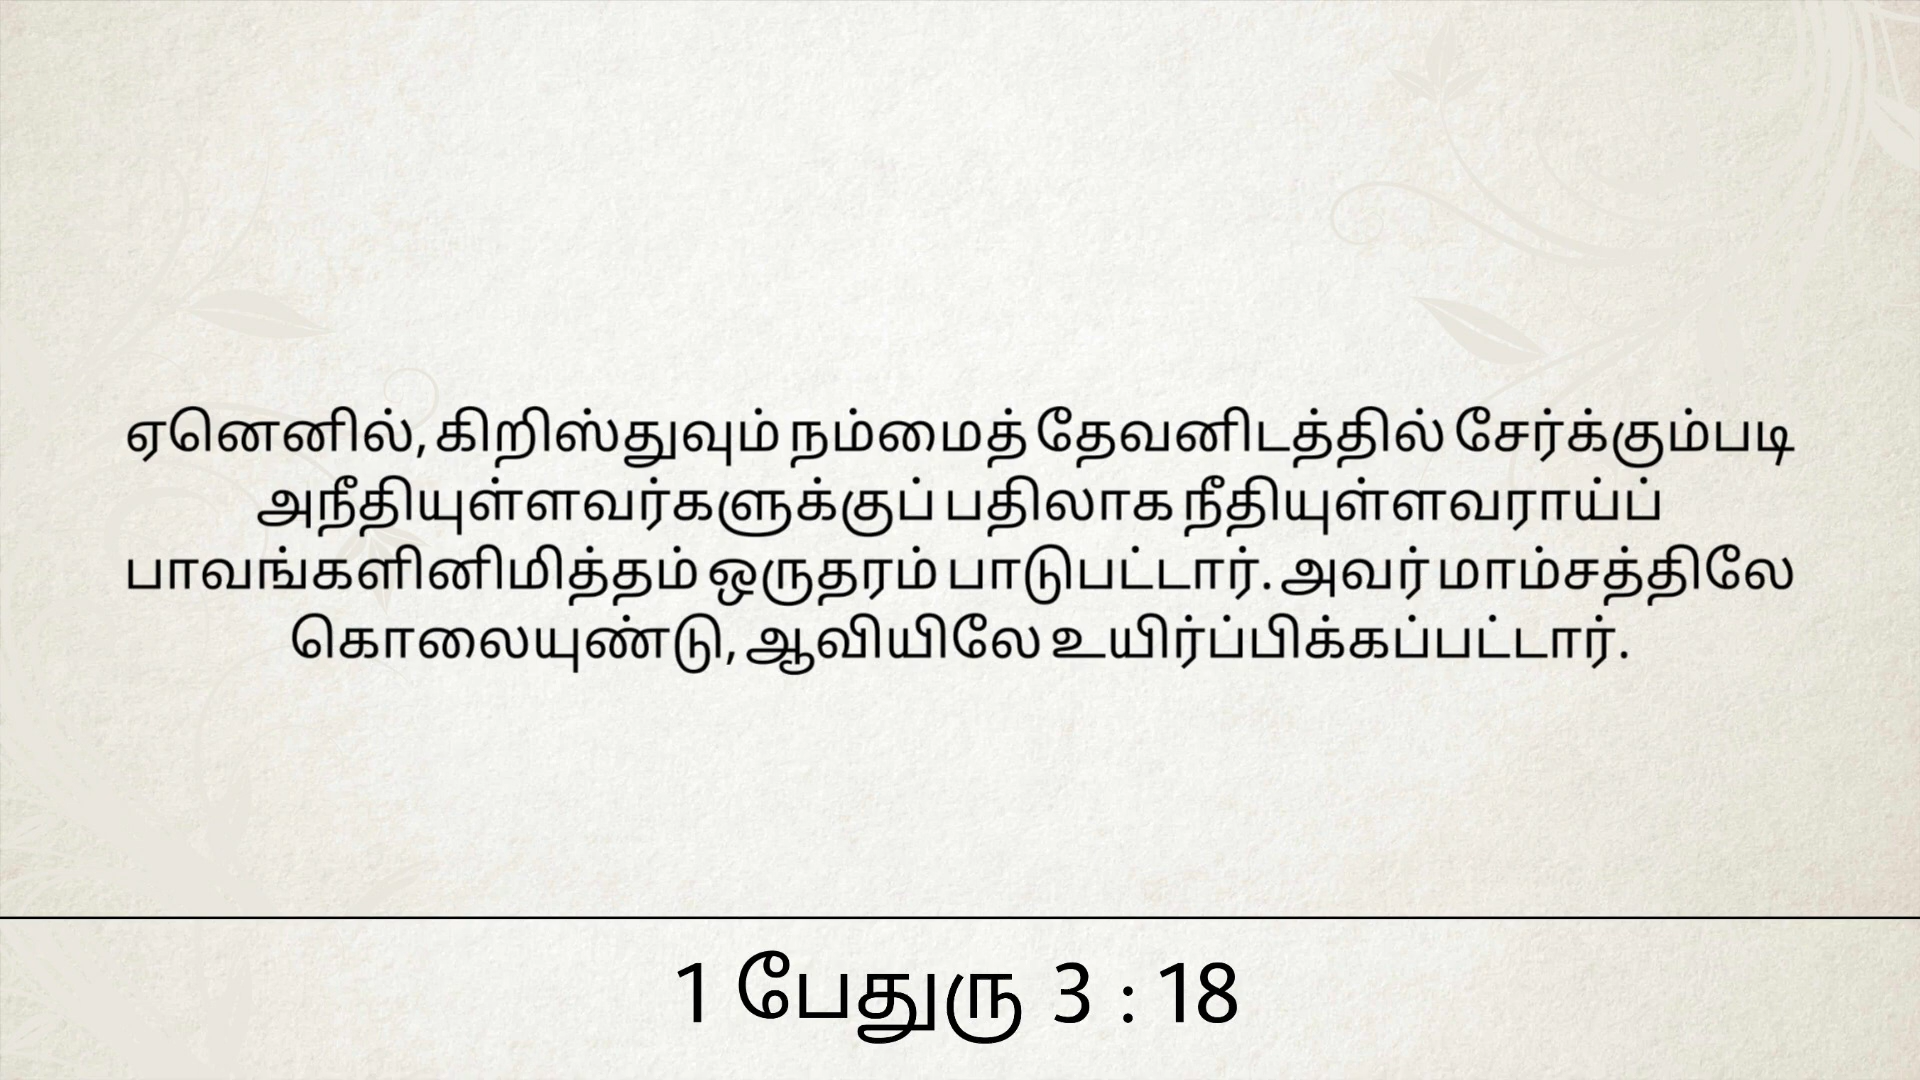 ஏனெனில், கிறிஸ்துவும் நம்மைத் தேவனிடத்தில் சேர்க்கும்படி
அநீதியுள்ளவர்களுக்குப் பதிலாக நீதியுள்ளவராய்ப்
பாவங்களினிமித்தம் ஒருதரம் பாடுபட்டார். அவர் மாம்சத்திலே
கொலையுண்டு, ஆவியிலே உயிர்ப்பிக்கப்பட்டார்.
1 பேதுரு 3 : 18